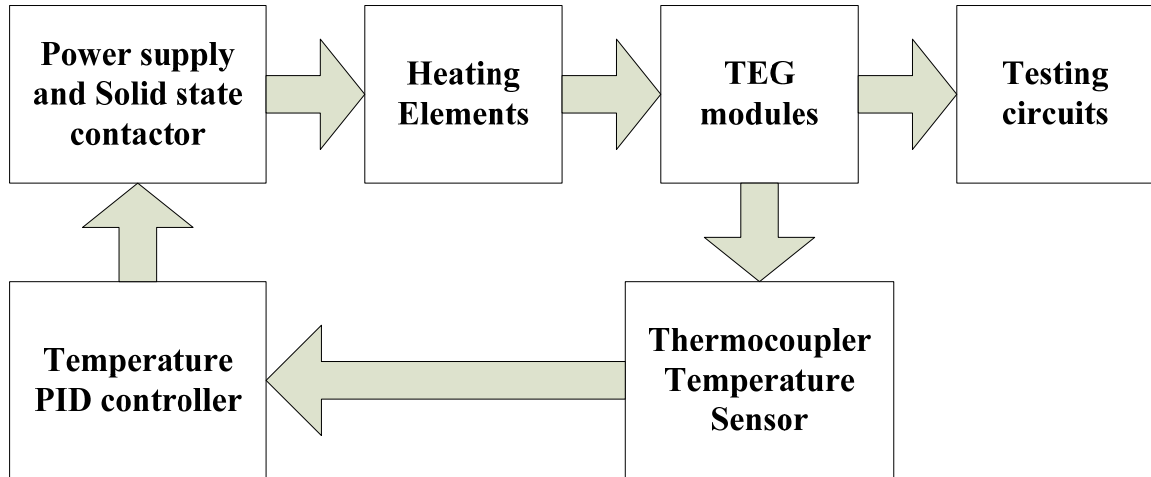 Power supply
and Solid state
contactor
Heating
Elements
TEG
modules
Testing
circuits
Temperature
PID controller
Thermocoupler
Temperature
Sensor